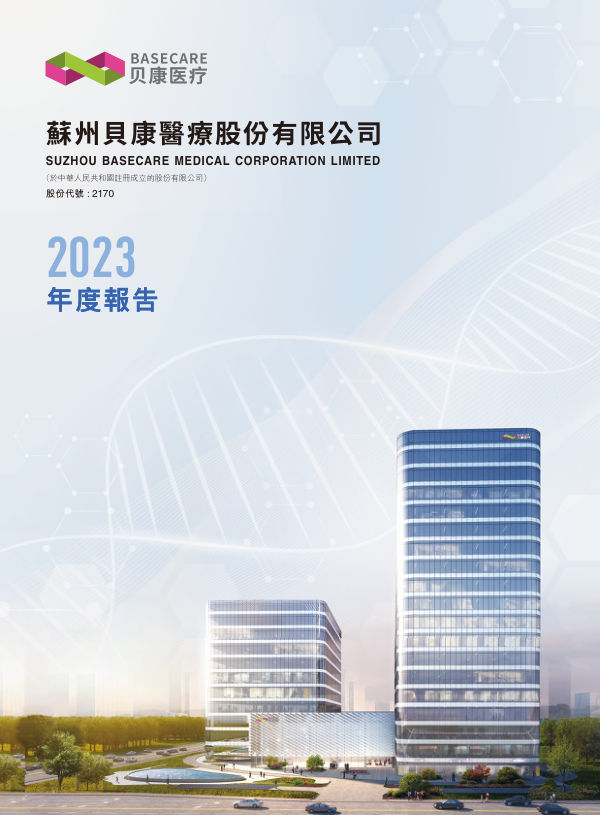 BASECARE
贝康医疗
蘇州貝康醫療股份有限公司
SUZHOU BASECARE MEDICAL CORPORATION LIMITED
（於中華人民共和國註冊成立的股份有限公司）
股份代號 : 2170
2023
年度報告